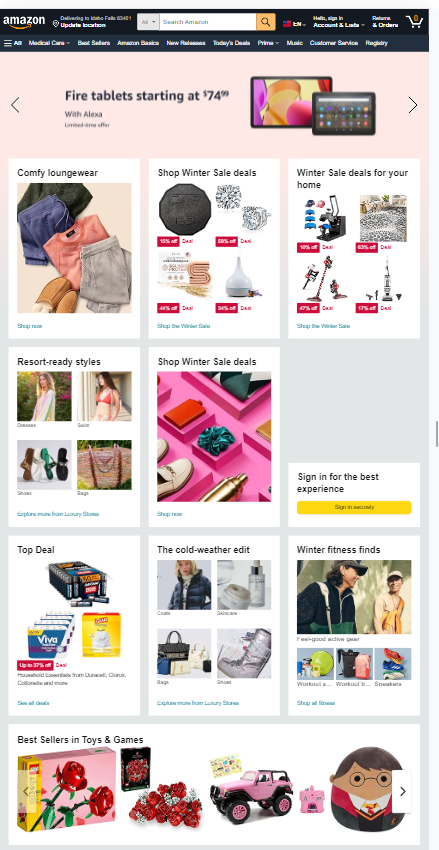 amazon
Delivering to Idaho Falls 83401
Update location
All
Search Amazon
EN
Hello, sign in
Account & Lists
Returns
& Orders
0
All
Medical Care
Best Sellers
Amazon Basics
New Releases
Today's Deals
Prime
Music
Customer Service
Registry
Fire tablets starting at $74⁹⁹
With Alexa
Limited-time offer
Comfy loungewear
Shop now
Shop Winter Sale deals
15% off Deal
58% off Deal
44% off Deal
34% off Deal
Shop the Winter Sale
Winter Sale deals for your
home
Deal
63% off Deal
47% off Deal
17% off Deal
Shop the Winter Sale
Resort-ready styles
Dresses
Swim
Shoes
Bags
Explore more from Luxury Stores
Shop Winter Sale deals
Shop now
Sign in for the best
experience
Sign in securely
Top Deal
Viva
GLAD
Up to 37% off Deal
Household Essentials from Duracell, Clorox,
Cottonelle and more
See all deals
The cold-weather edit
Coats
Skincare
Bags
Shoes
Explore more from Luxury Stores
Winter fitness finds
Feel-good active gear
Workout s...
Workout b...
Sneakers
Shop all fitness
Best Sellers in Toys & Games
LEGO